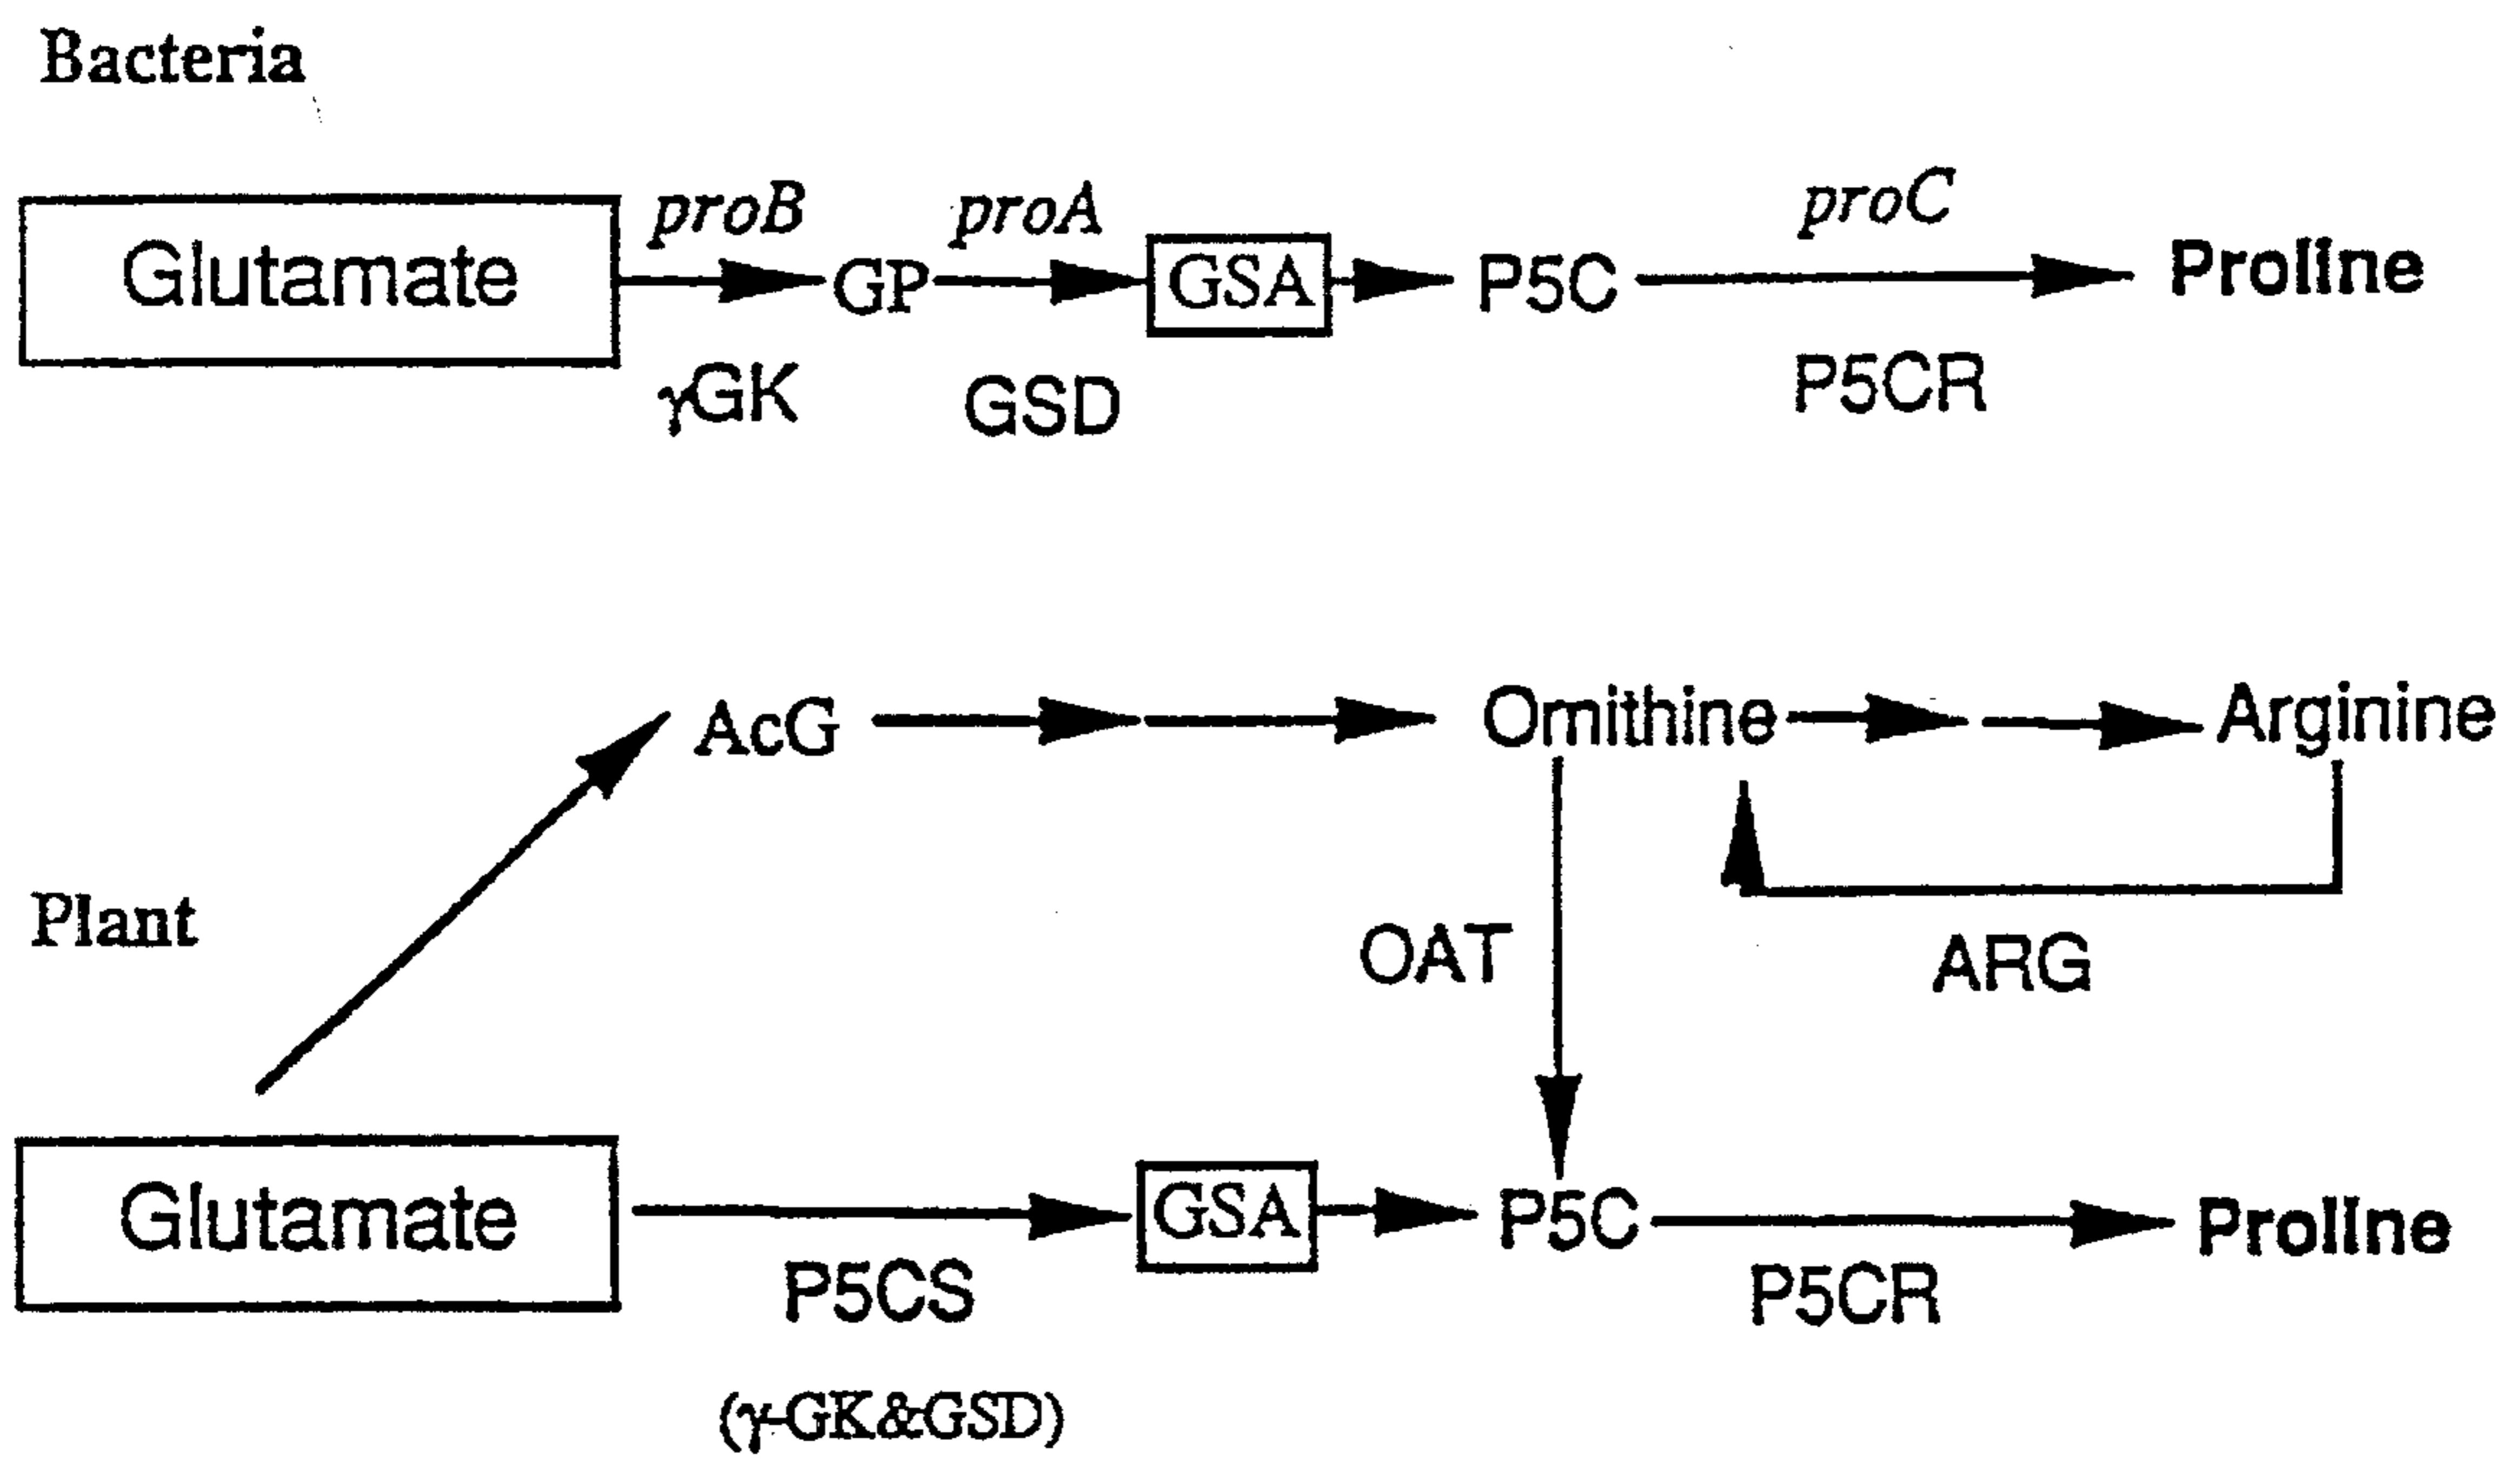 Bacteria
proB proA proC
Glutamate GP GSA P5C Proline
γGK GSD P5CR
AcG Ornithine Arginine
Plant
OAT ARG
Glutamate GSA P5C Proline
P5CS P5CR
(γ-GK&GSD)